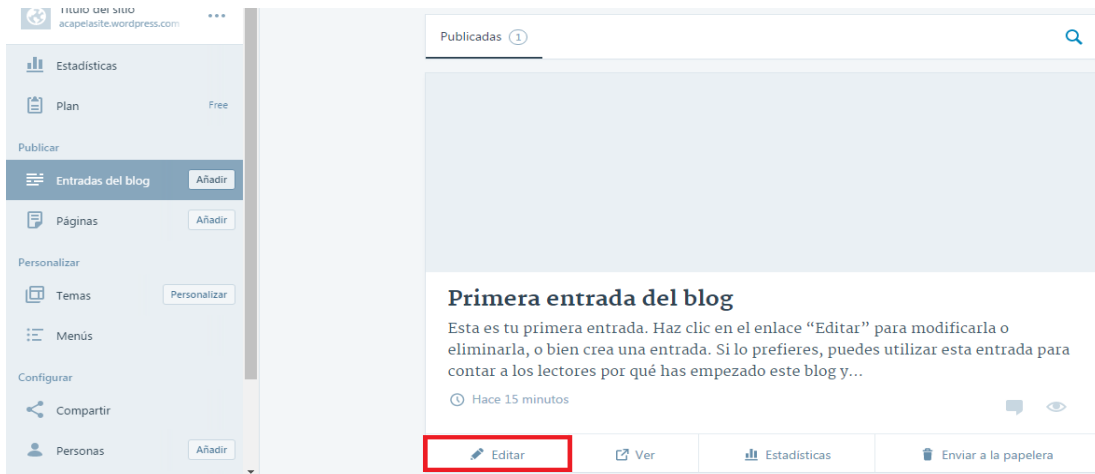 Título del sitio
acapelasite.wordpress.com
Estadísticas
Plan Free
Publicar
Entradas del blog Añadir
Páginas Añadir
Personalizar
Temas Personalizar
Menús
Configurar
Compartir
Personas Añadir
Publicadas 1
Primera entrada del blog
Esta es tu primera entrada. Haz clic en el enlace “Editar” para modificarla o
eliminarla, o bien crea una entrada. Si lo prefieres, puedes utilizar esta entrada para
contar a los lectores por qué has empezado este blog y…
Hace 15 minutos
Editar Ver Estadísticas Enviar a la papelera